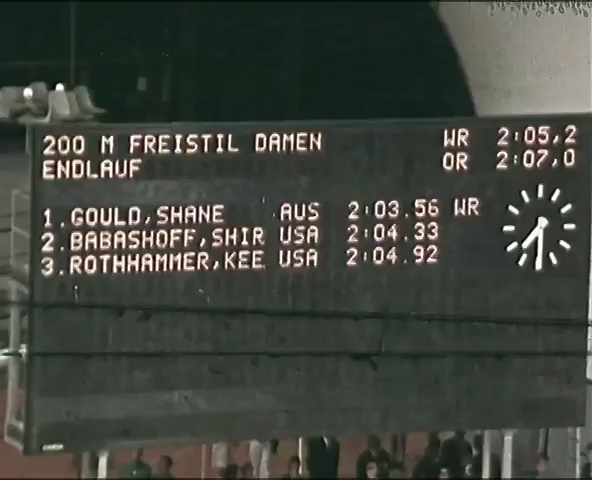 200 M FREISTIL DAMEN WR 2:05,2
ENDLAUF OR 2:07,0
1.GOULD,SHANE AUS 2:03.56 WR
2.BABASHOFF,SHIR USA 2:04.33
3.ROTHHAMMER,KEE USA 2:04.92